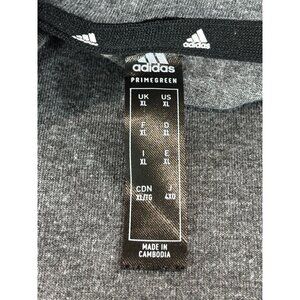 adidas
adidas
adidas
PRIMEGREEN
UK US
XL XL
F D
XL XL
I E
XL XL
CDN J
XL/TG 4XO
MADE IN
CAMBODIA